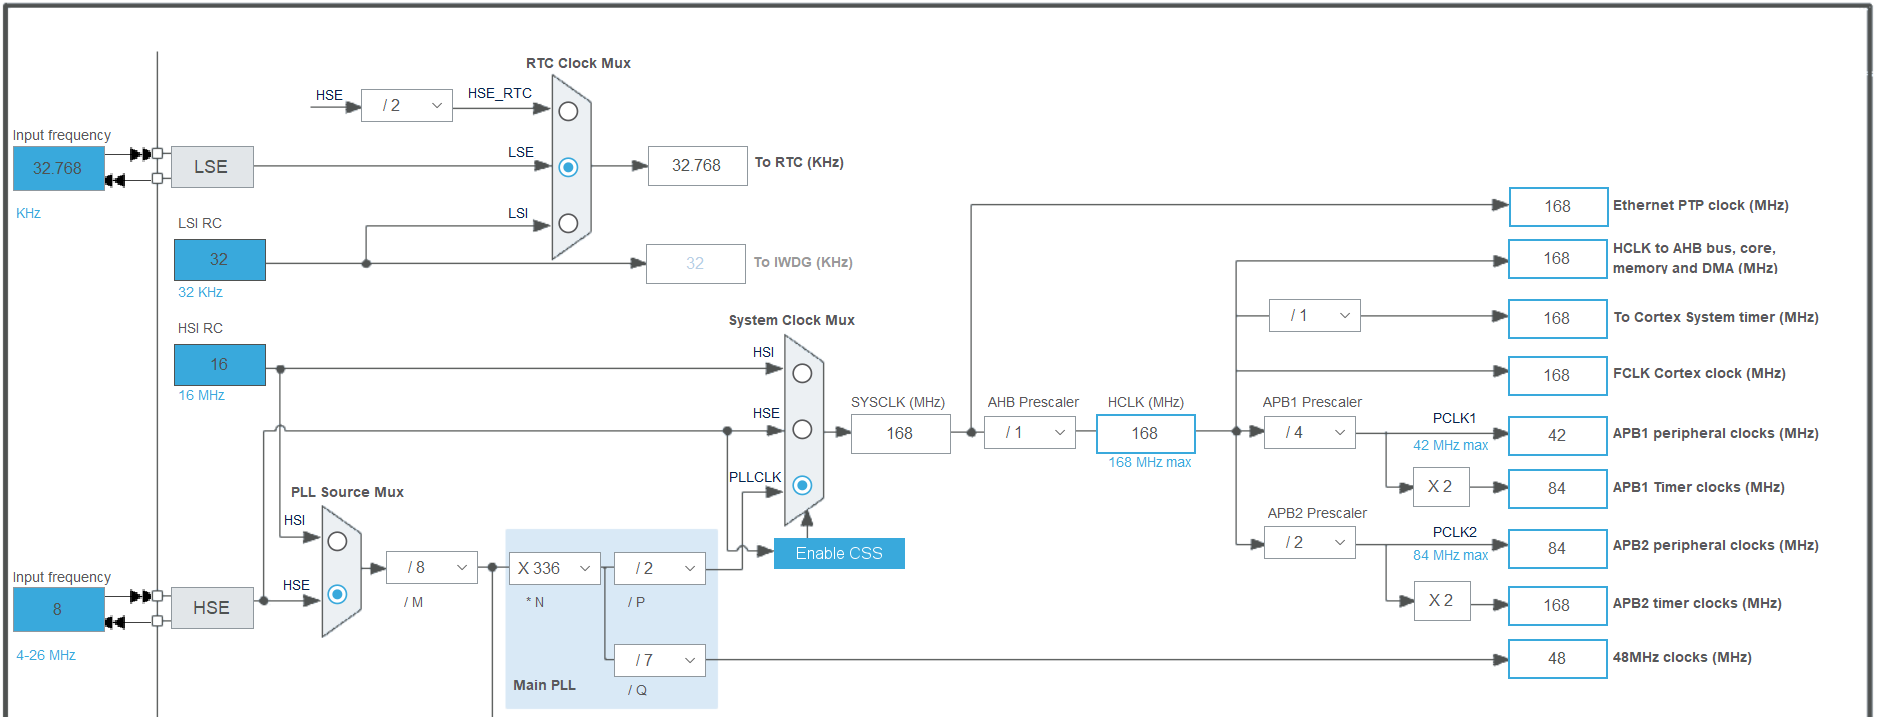 RTC Clock Mux
HSE
/ 2
HSE_RTC
Input frequency
32.768
LSE
LSE
32.768
To RTC (KHz)
KHz
LSI RC
LSI
32
32 KHz
32
To IWDG (KHz)
168
Ethernet PTP clock (MHz)
168
HCLK to AHB bus, core,
memory and DMA (MHz)
/ 1
168
To Cortex System timer (MHz)
HSI RC
16
16 MHz
System Clock Mux
HSI
168
FCLK Cortex clock (MHz)
HSE
SYSCLK (MHz)
168
AHB Prescaler
/ 1
HCLK (MHz)
168
168 MHz max
APB1 Prescaler
/ 4
PCLK1
42 MHz max
42
APB1 peripheral clocks (MHz)
PLLCLK
X 2
84
APB1 Timer clocks (MHz)
PLL Source Mux
HSI
APB2 Prescaler
/ 2
PCLK2
84 MHz max
84
APB2 peripheral clocks (MHz)
Enable CSS
Input frequency
8
4-26 MHz
HSE
HSE
/ 8
/ M
X 336
* N
/ 2
/ P
X 2
168
APB2 timer clocks (MHz)
/ 7
/ Q
Main PLL
48
48MHz clocks (MHz)